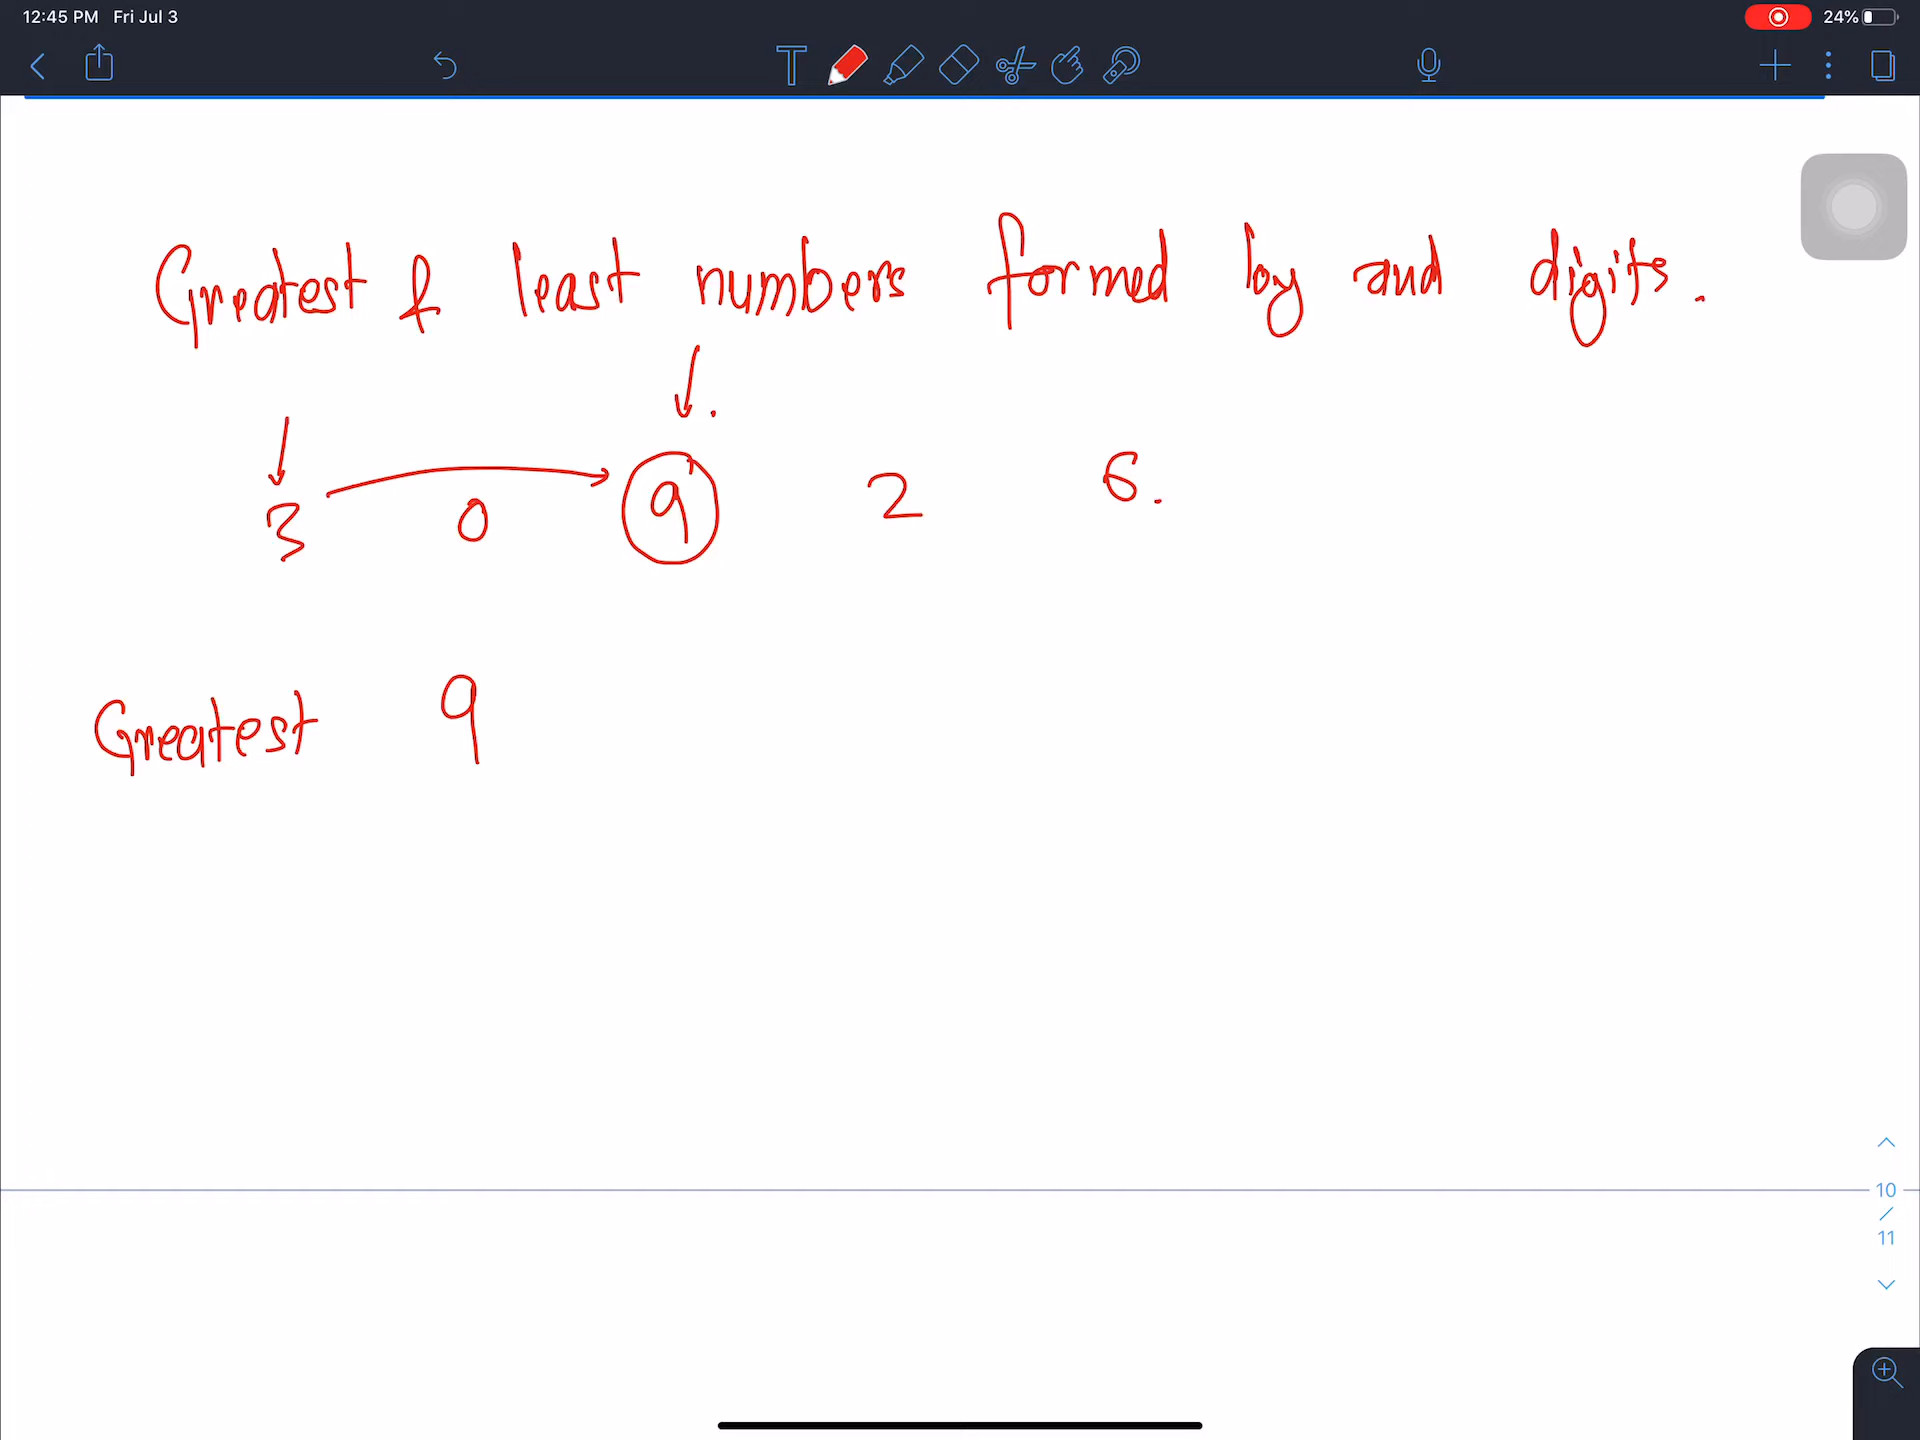 12:45 PM Fri Jul 3
24%
Greatest & least numbers formed by and digits.
3 0 9 2 6.
Greatest 9
10
/
11